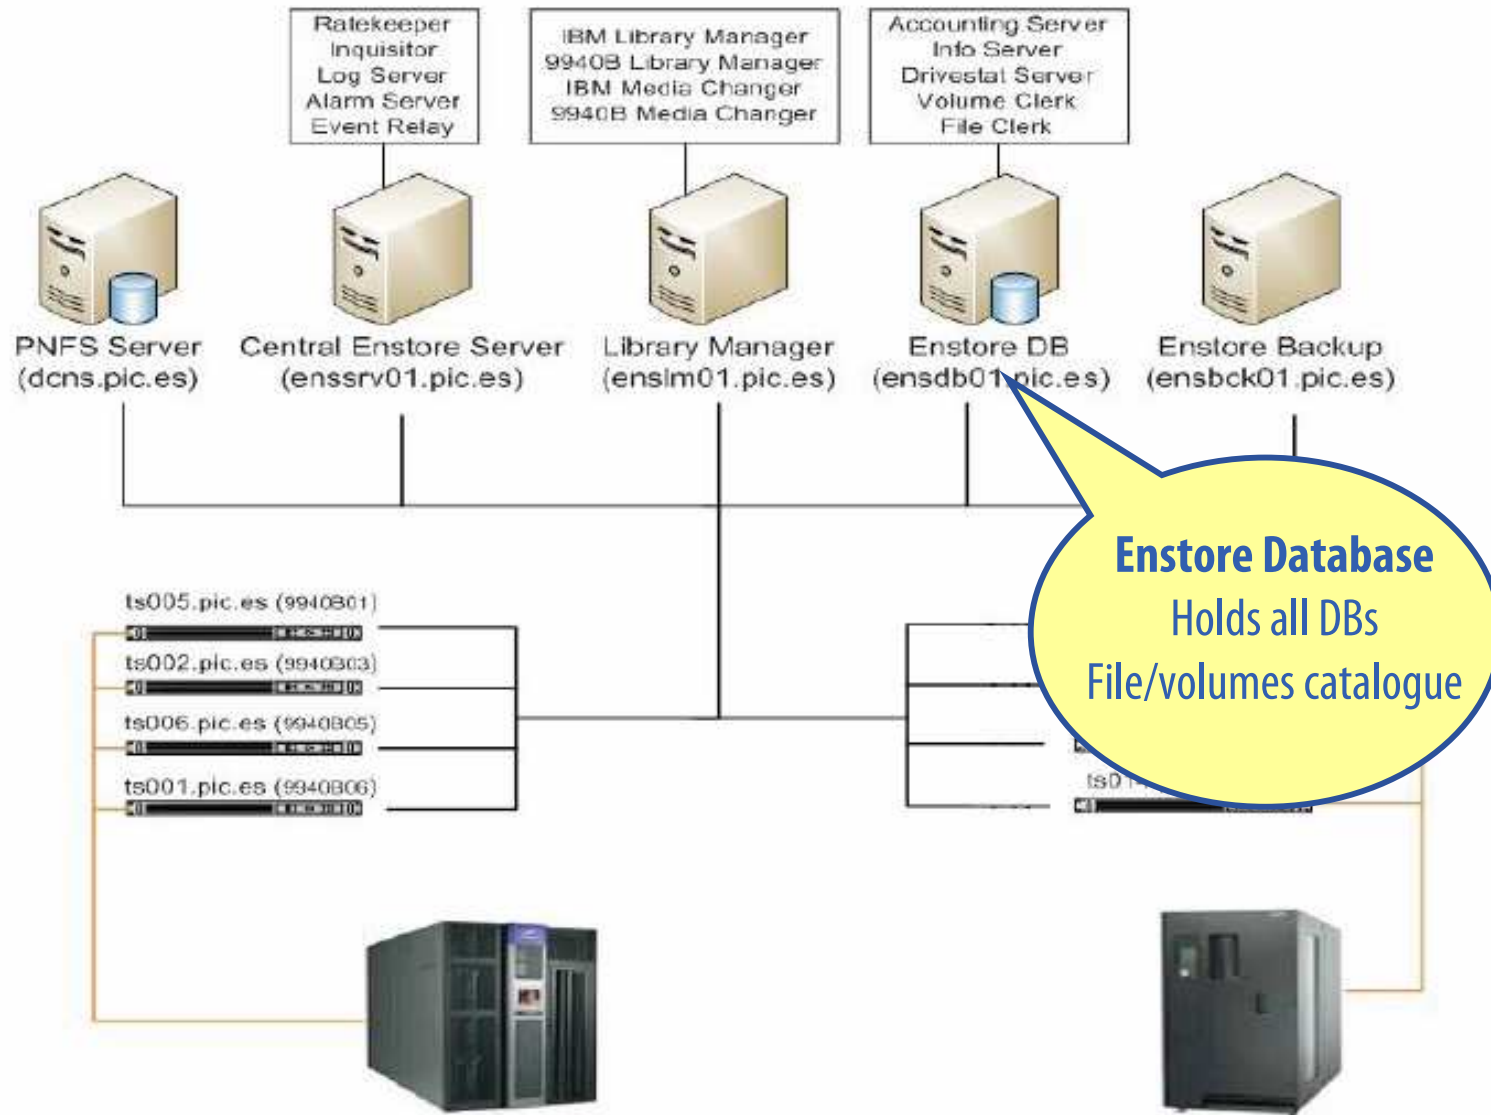 Ratekeeper
Inquisitor
Log Server
Alarm Server
Event Relay
IBM Library Manager
9940B Library Manager
IBM Media Changer
9940B Media Changer
Accounting Server
Info Server
Drivestat Server
Volume Clerk
File Clerk
PNFS Server
(dcns.pic.es)
Central Enstore Server
(enssrv01.pic.es)
Library Manager
(enslm01.pic.es)
Enstore DB
(ensdb01.pic.es)
Enstore Backup
(ensbck01.pic.es)
Enstore Database
Holds all DBs
File/volumes catalogue
ts005.pic.es (9940B01)
ts002.pic.es (9940B03)
ts006.pic.es (9940B05)
ts001.pic.es (9940B06)